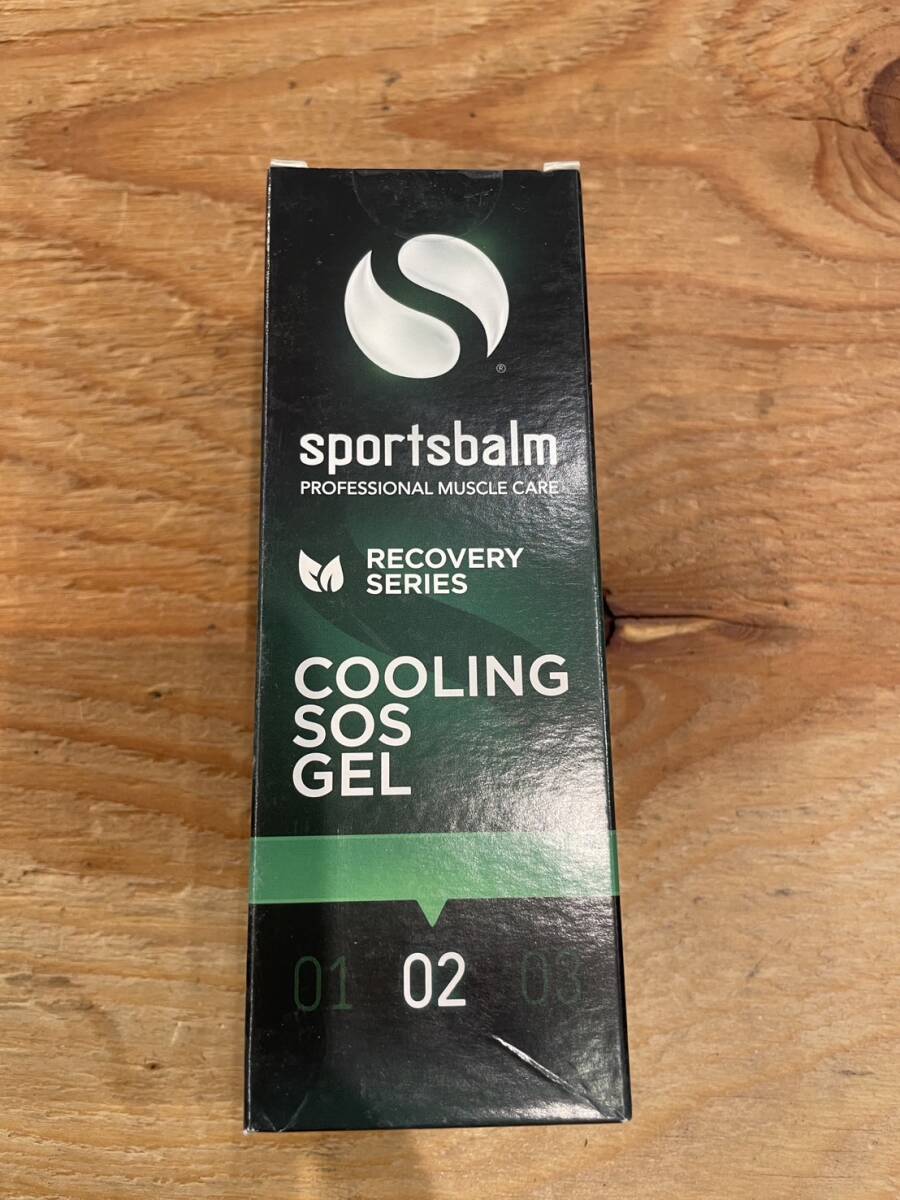 ®
sportsbalm
PROFESSIONAL MUSCLE CARE
RECOVERY
SERIES
COOLING
SOS
GEL
01 02 03